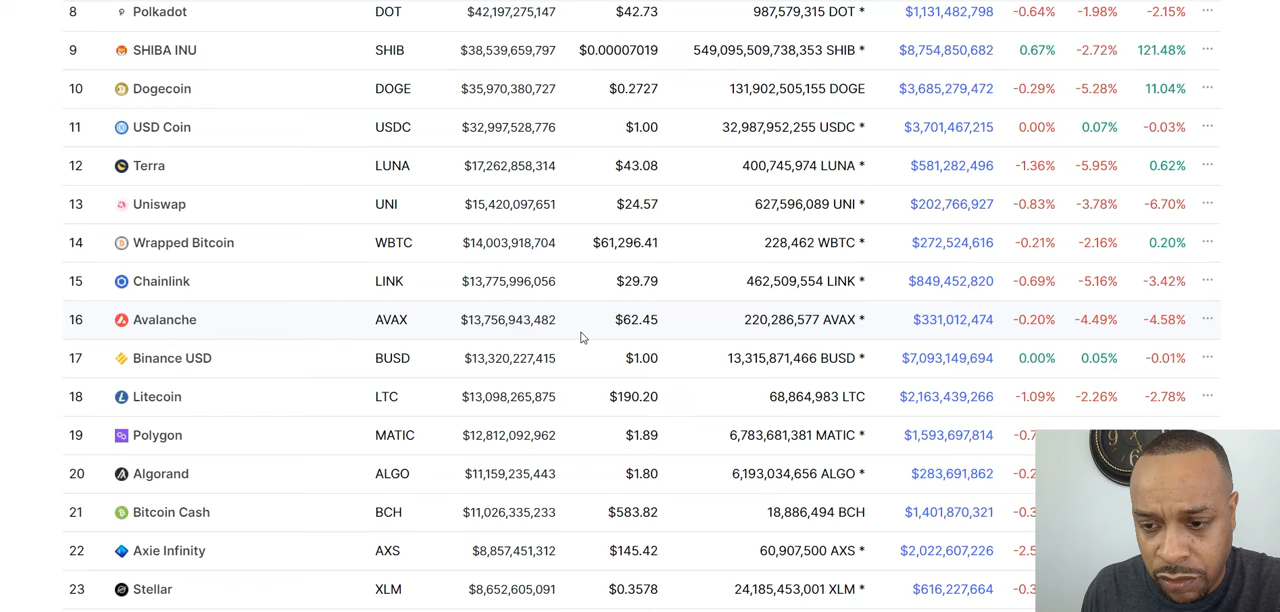 8 Polkadot DOT $42,197,275,147 $42.73 987,579,315 DOT * $1,131,482,798 -0.64% -1.98% -2.15% ...
9 SHIBA INU SHIB $38,539,659,797 $0.00007019 549,095,509,738,353 SHIB * $8,754,850,682 0.67% -2.72% 121.48% ...
10 Dogecoin DOGE $35,970,380,727 $0.2727 131,902,505,155 DOGE $3,685,279,472 -0.29% -5.28% 11.04% ...
11 USD Coin USDC $32,997,528,776 $1.00 32,987,952,255 USDC * $3,701,467,215 0.00% 0.07% -0.03% ...
12 Terra LUNA $17,262,858,314 $43.08 400,745,974 LUNA * $581,282,496 -1.36% -5.95% 0.62% ...
13 Uniswap UNI $15,420,097,651 $24.57 627,596,089 UNI * $202,766,927 -0.83% -3.78% -6.70% ...
14 Wrapped Bitcoin WBTC $14,003,918,704 $61,296.41 228,462 WBTC * $272,524,616 -0.21% -2.16% 0.20% ...
15 Chainlink LINK $13,775,996,056 $29.79 462,509,554 LINK * $849,452,820 -0.69% -5.16% -3.42% ...
16 Avalanche AVAX $13,756,943,482 $62.45 220,286,577 AVAX * $331,012,474 -0.20% -4.49% -4.58% ...
17 Binance USD BUSD $13,320,227,415 $1.00 13,315,871,466 BUSD * $7,093,149,694 0.00% 0.05% -0.01% ...
18 Litecoin LTC $13,098,265,875 $190.20 68,864,983 LTC $2,163,439,266 -1.09% -2.26% -2.78% ...
19 Polygon MATIC $12,812,092,962 $1.89 6,783,681,381 MATIC * $1,593,697,814
20 Algorand ALGO $11,159,235,443 $1.80 6,193,034,656 ALGO * $283,691,862
21 Bitcoin Cash BCH $11,026,335,233 $583.82 18,886,494 BCH $1,401,870,321
22 Axie Infinity AXS $8,857,451,312 $145.42 60,907,500 AXS * $2,022,607,226
23 Stellar XLM $8,652,605,091 $0.3578 24,185,453,001 XLM * $616,227,664